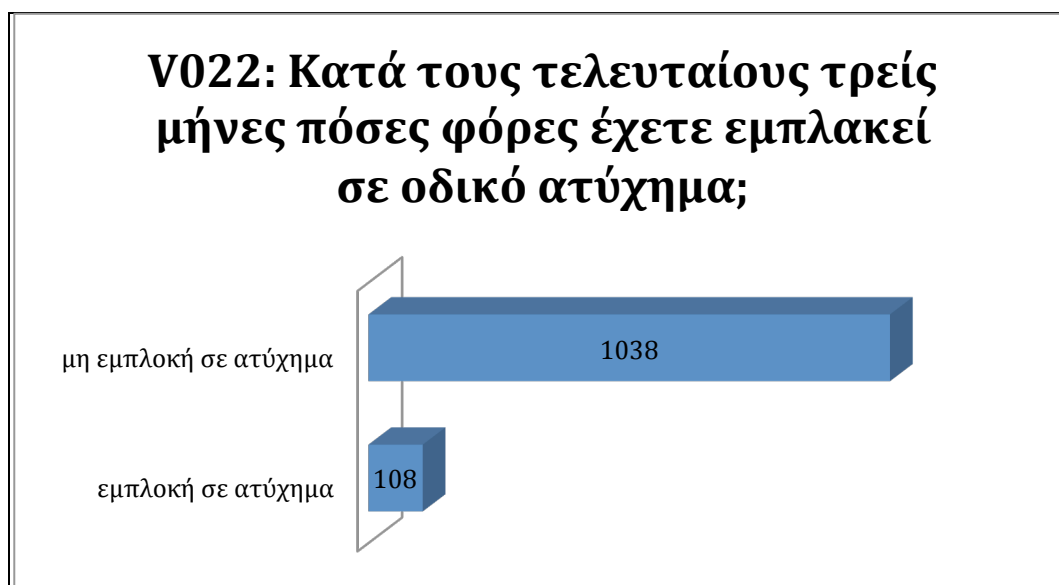 V022: Κατά τους τελευταίους τρείς
μήνες πόσες φόρες έχετε εμπλακεί
σε οδικό ατύχημα;
μη εμπλοκή σε ατύχημα
1038
εμπλοκή σε ατύχημα
108